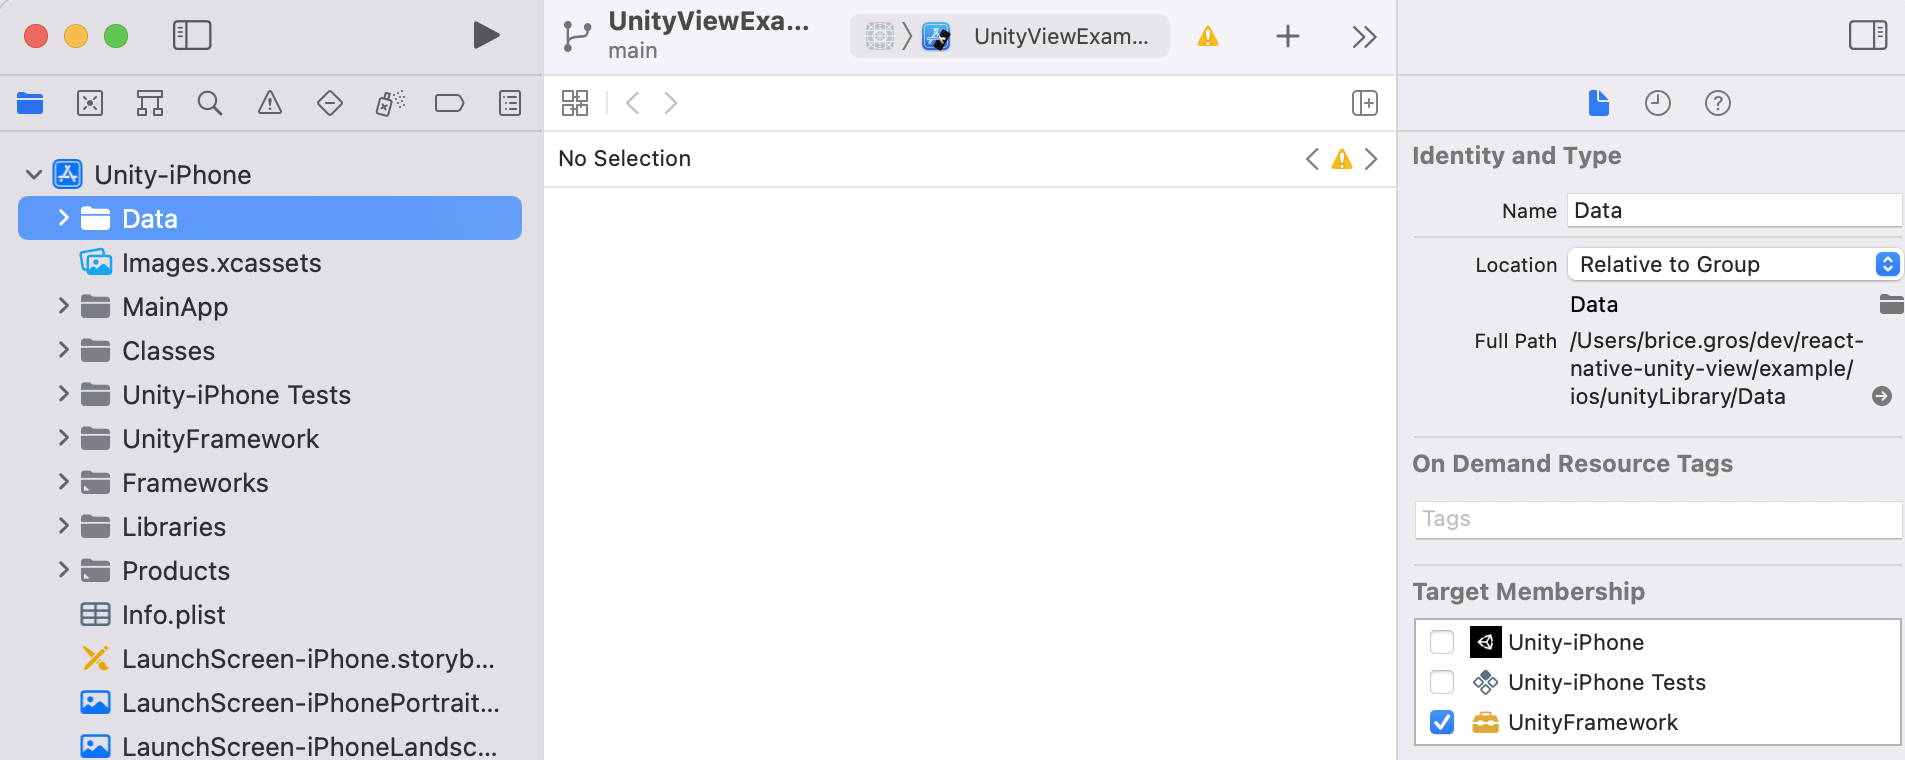 UnityViewExa...
main
UnityViewExam...
No Selection
Unity-iPhone
Data
Images.xcassets
MainApp
Classes
Unity-iPhone Tests
UnityFramework
Frameworks
Libraries
Products
Info.plist
LaunchScreen-iPhone.storyb...
LaunchScreen-iPhonePortrait...
LaunchScreen-iPhoneLandsc...
Identity and Type
Name Data
Location Relative to Group
Data
Full Path /Users/brice.gros/dev/react-
native-unity-view/example/
ios/unityLibrary/Data
On Demand Resource Tags
Tags
Target Membership
Unity-iPhone
Unity-iPhone Tests
UnityFramework